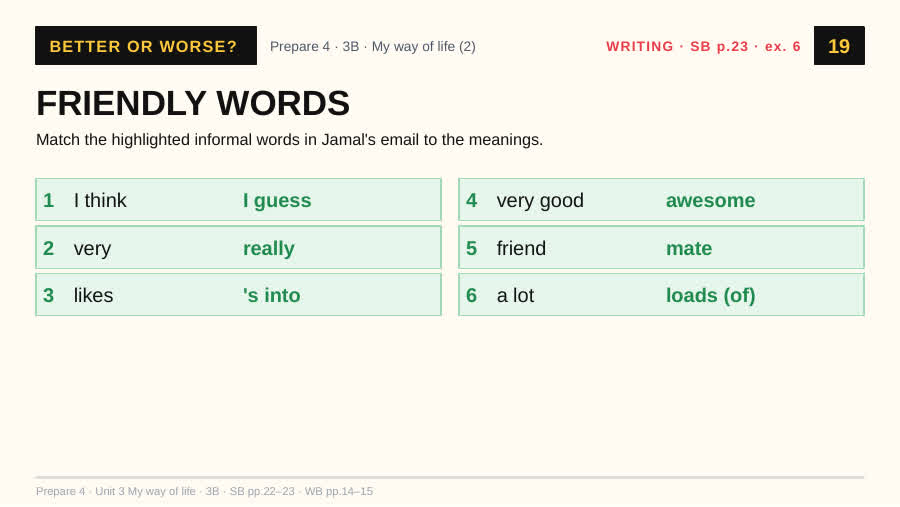 BETTER OR WORSE? Prepare 4 · 3B · My way of life (2) WRITING · SB p.23 · ex. 6 19
FRIENDLY WORDS
Match the highlighted informal words in Jamal's email to the meanings.
1 I think I guess
2 very really
3 likes 's into
4 very good awesome
5 friend mate
6 a lot loads (of)
Prepare 4 · Unit 3 My way of life · 3B · SB pp.22–23 · WB pp.14–15